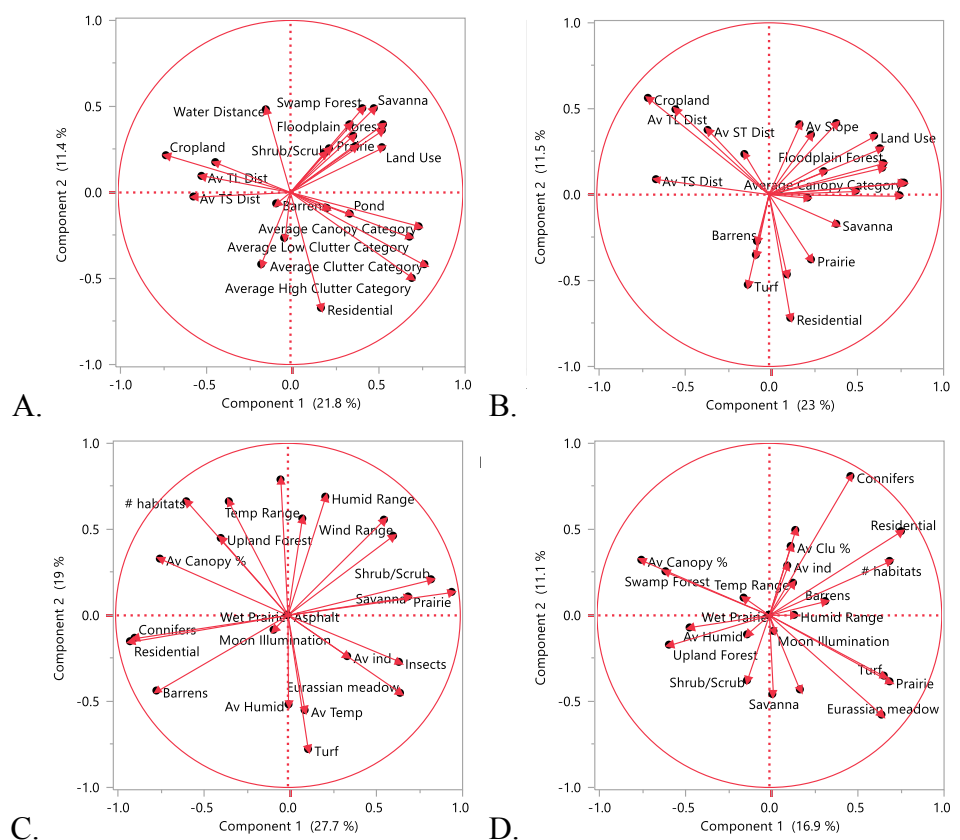 1.0
0.5
0.0
-0.5
-1.0
Component 2 (11.4 %
Water Distance
Swamp Forest
Savanna
Floodplain Forest
Cropland
Shrub/Scrub
Prairie
Land Use
Av TL Dist
Av TS Dist
Barrens
Pond
Average Canopy Category
Average Low Clutter Category
Average Clutter Category
Average High Clutter Category
Residential
-1.0 -0.5 0.0 0.5 1.0
Component 1 (21.8 %)
A.
1.0
0.5
0.0
-0.5
-1.0
Component 2 (11.5 %
Cropland
Av TL Dist
Av ST Dist
Av Slope
Land Use
Floodplain Forest
Av TS Dist
Average Canopy Category
Savanna
Barrens
Prairie
Turf
Residential
-1.0 -0.5 0.0 0.5 1.0
Component 1 (23 %)
B.
1.0
0.5
0.0
-0.5
-1.0
Component 2 (19 %
# habitats
Humid Range
Temp Range
Wind Range
Upland Forest
Av Canopy %
Shrub/Scrub
Savanna
Prairie
Wet Prairie
Asphalt
Connifers
Moon Illumination
Residential
Av ind
Insects
Barrens
Eurassian meadow
Av Humid
Av Temp
Turf
-1.0 -0.5 0.0 0.5 1.0
Component 1 (27.7 %)
C.
1.0
0.5
0.0
-0.5
-1.0
Component 2 (11.1 %
Connifers
Residential
Av Clu %
Av Canopy %
Av ind
# habitats
Swamp Forest
Temp Range
Barrens
Wet Prairie
Humid Range
Av Humid
Moon Illumination
Upland Forest
Shrub/Scrub
Turf
Prairie
Savanna
Eurassian meadow
-1.0 -0.5 0.0 0.5 1.0
Component 1 (16.9 %)
D.